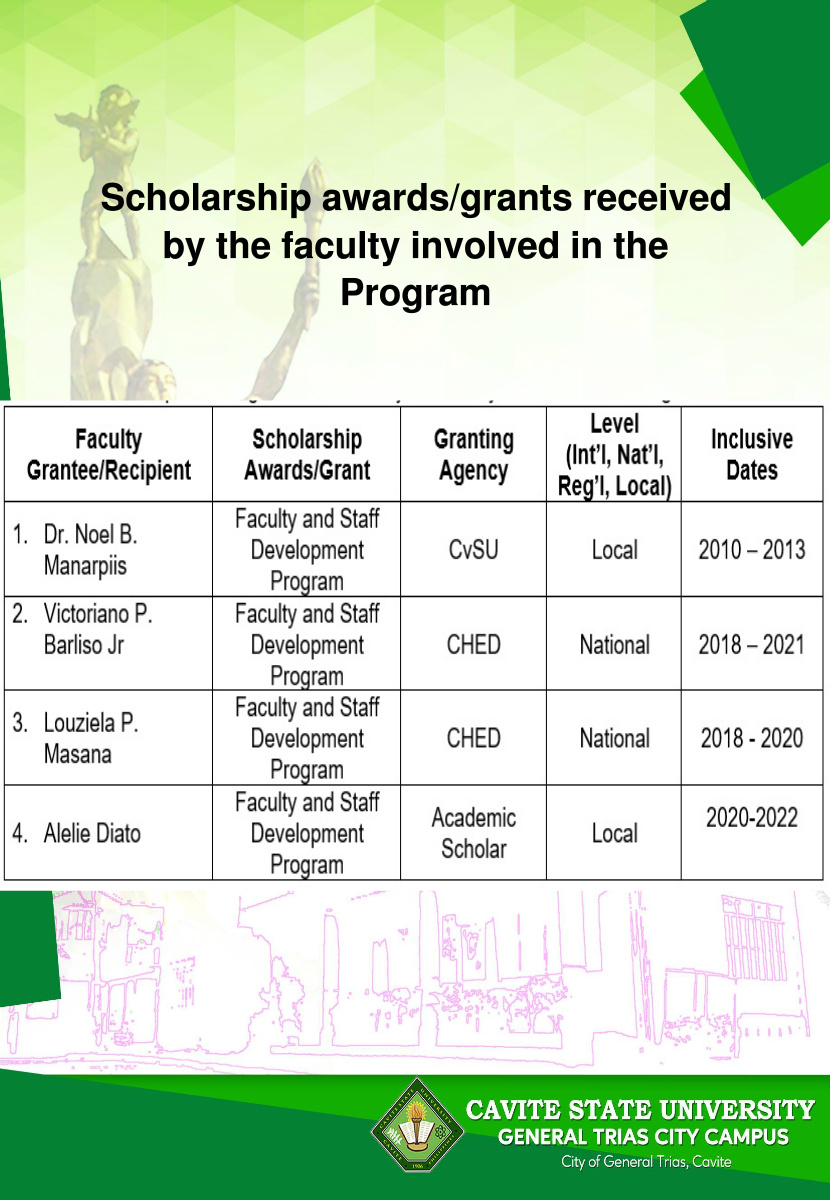 Scholarship awards/grants received
by the faculty involved in the
Program
Faculty
Grantee/Recipient
Scholarship
Awards/Grant
Granting
Agency
Level
(Int'l, Nat'l,
Reg'l, Local)
Inclusive
Dates
1. Dr. Noel B.
Manarpiis
Faculty and Staff
Development
Program
CvSU
Local
2010 – 2013
2. Victoriano P.
Barliso Jr
Faculty and Staff
Development
Program
CHED
National
2018 – 2021
3. Louziela P.
Masana
Faculty and Staff
Development
Program
CHED
National
2018 - 2020
4. Alelie Diato
Faculty and Staff
Development
Program
Academic
Scholar
Local
2020-2022
CAVITE STATE UNIVERSITY
GENERAL TRIAS CITY CAMPUS
City of General Trias, Cavite
1906